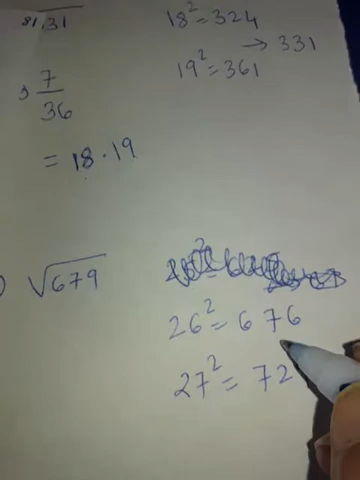 81.31
18² = 324
→ 331
19² = 361
7
36
= 18.19
) √679
26² = 676
27² = 72